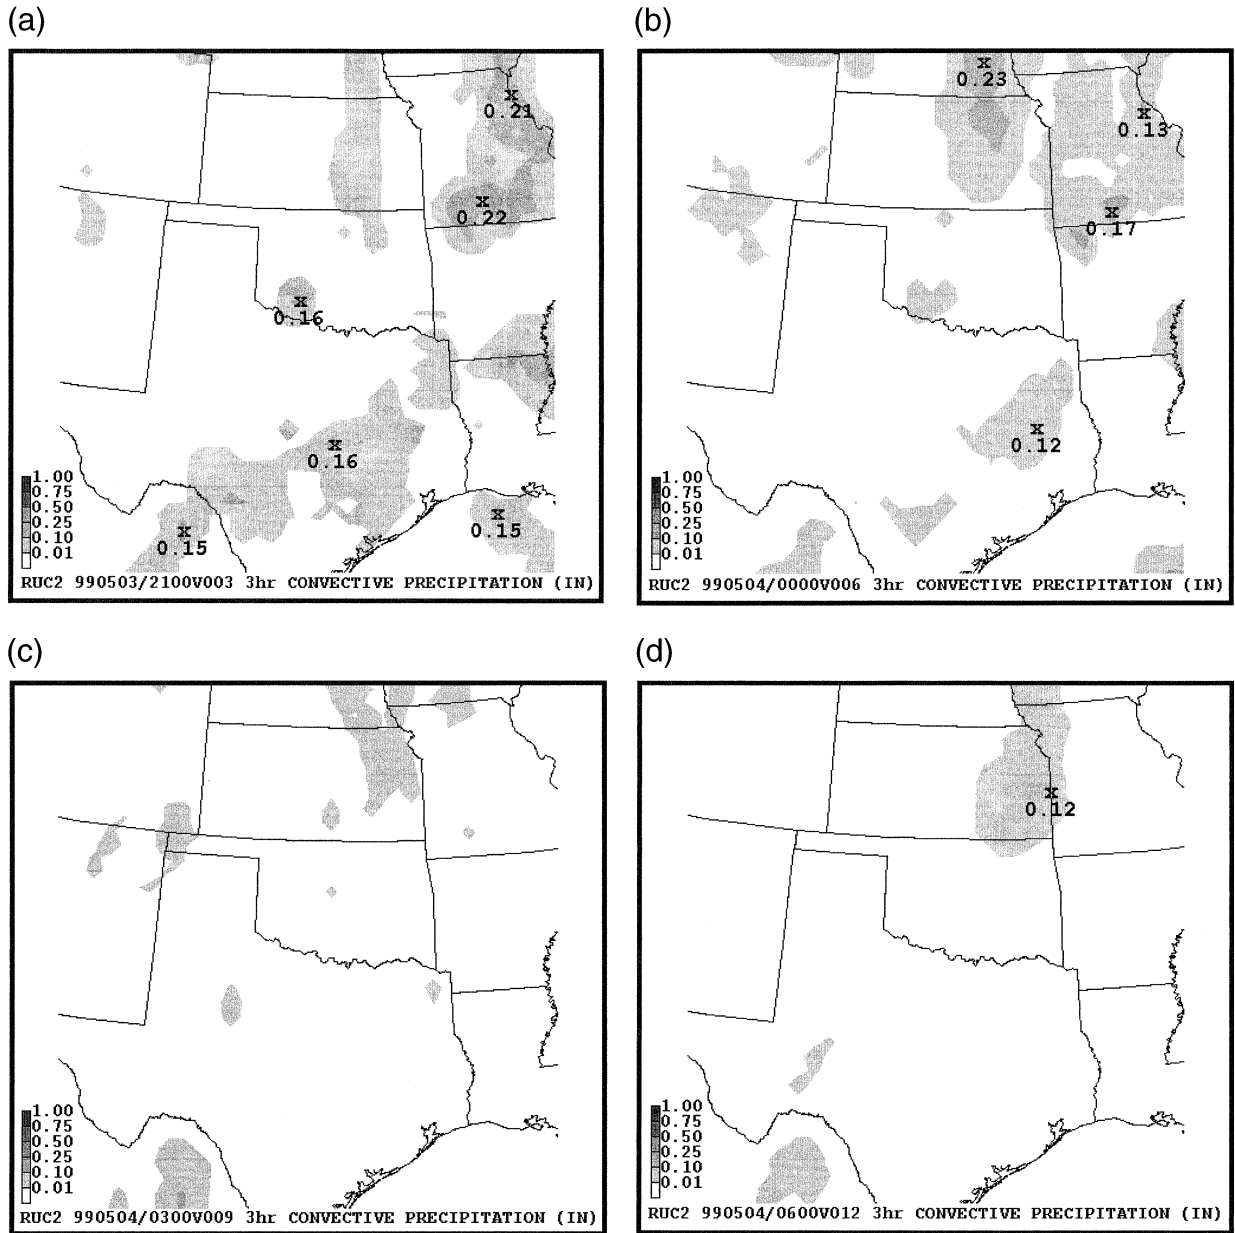 (a)
(b)
x
0.21
x
0.22
x
0.16
x
0.16
x
0.15
x
0.15
1.00
0.75
0.50
0.25
0.10
0.01
RUC2 990503/2100V003 3hr CONVECTIVE PRECIPITATION (IN)
x
0.23
x
0.13
x
0.17
x
0.12
1.00
0.75
0.50
0.25
0.10
0.01
RUC2 990504/0000V006 3hr CONVECTIVE PRECIPITATION (IN)
(c)
(d)
1.00
0.75
0.50
0.25
0.10
0.01
RUC2 990504/0300V009 3hr CONVECTIVE PRECIPITATION (IN)
x
0.12
1.00
0.75
0.50
0.25
0.10
0.01
RUC2 990504/0600V012 3hr CONVECTIVE PRECIPITATION (IN)